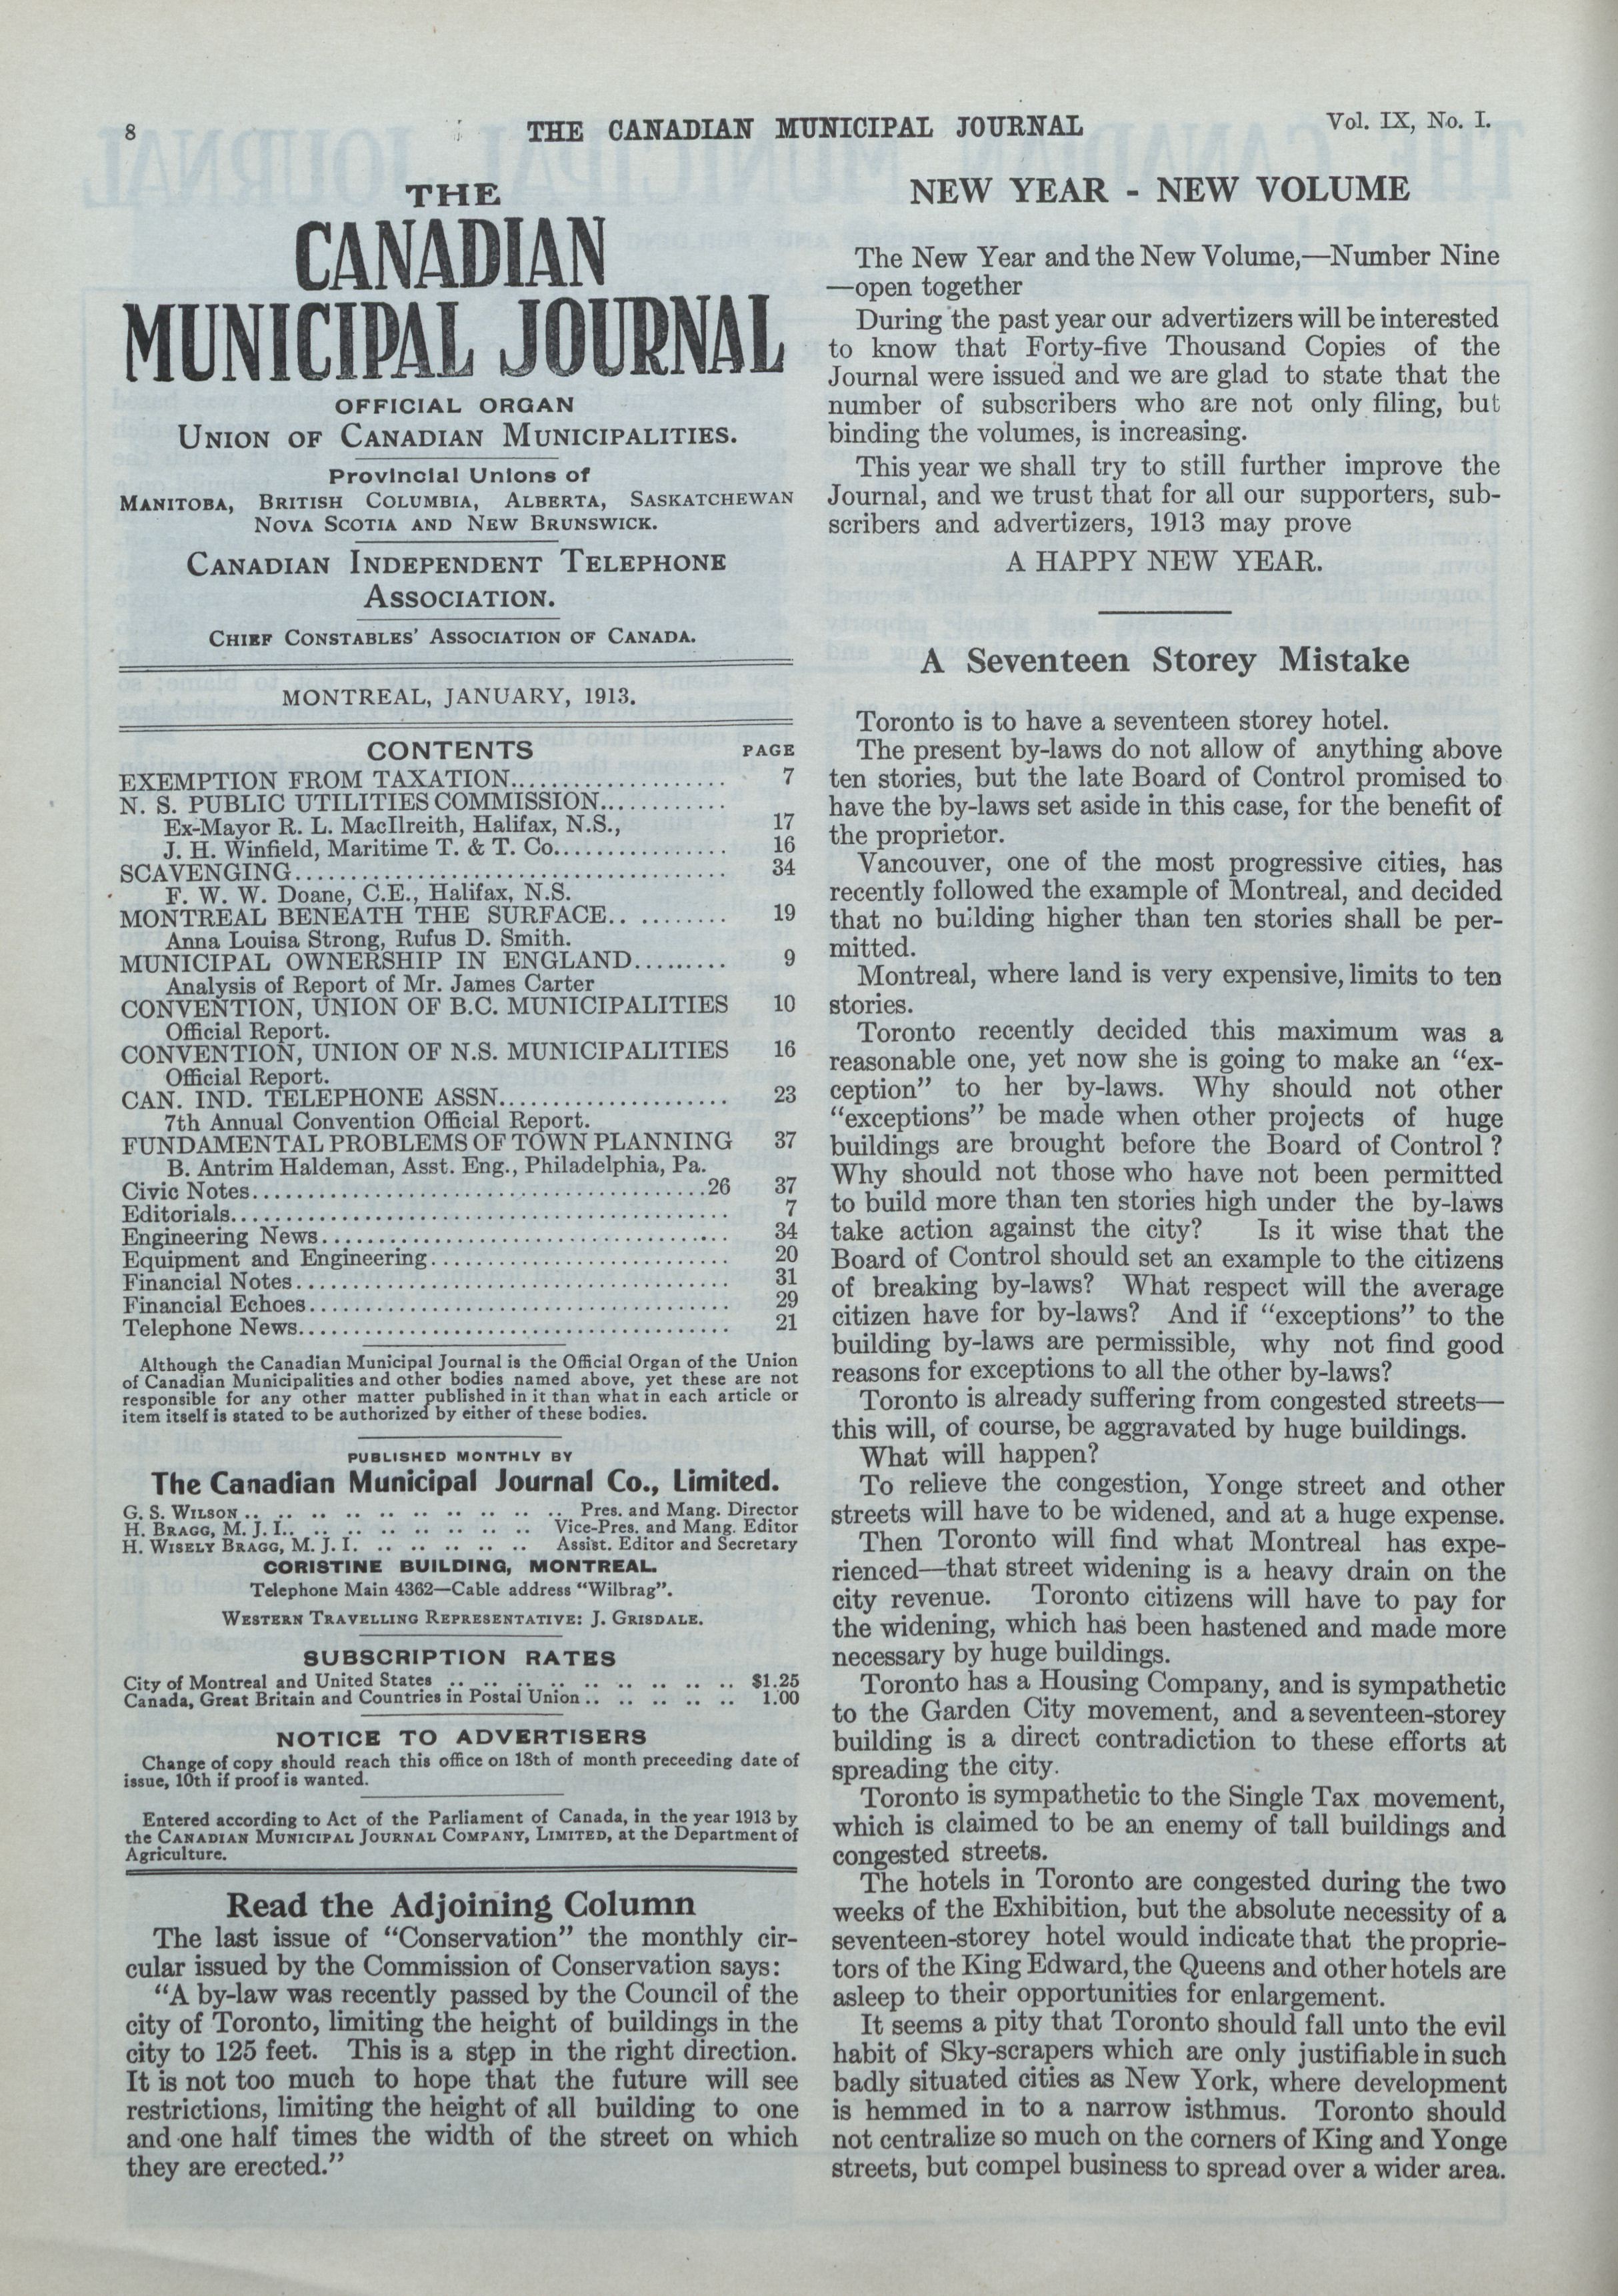 8
THE CANADIAN MUNICIPAL JOURNAL
Vol. IX, No. I.
THE
CANADIAN
MUNICIPAL JOURNAL
OFFICIAL ORGAN
UNION OF CANADIAN MUNICIPALITIES.
Provincial Unions of
MANITOBA, BRITISH COLUMBIA, ALBERTA, SASKATCHEWAN
NOVA SCOTIA AND NEW BRUNSWICK.
CANADIAN INDEPENDENT TELEPHONE
ASSOCIATION.
CHIEF CONSTABLES' ASSOCIATION OF CANADA.
MONTREAL, JANUARY, 1913.
CONTENTS PAGE
EXEMPTION FROM TAXATION.................... 7
N. S. PUBLIC UTILITIES COMMISSION............
Ex-Mayor R. L. MacIlreith, Halifax, N.S., 17
J. H. Winfield, Maritime T. & T. Co................ 16
SCAVENGING........................................ 34
F. W. W. Doane, C.E., Halifax, N.S.
MONTREAL BENEATH THE SURFACE.. ......... 19
Anna Louisa Strong, Rufus D. Smith.
MUNICIPAL OWNERSHIP IN ENGLAND......... 9
Analysis of Report of Mr. James Carter
CONVENTION, UNION OF B.C. MUNICIPALITIES 10
Official Report.
CONVENTION, UNION OF N.S. MUNICIPALITIES 16
Official Report.
CAN. IND. TELEPHONE ASSN...................... 23
7th Annual Convention Official Report.
FUNDAMENTAL PROBLEMS OF TOWN PLANNING 37
B. Antrim Haldeman, Asst. Eng., Philadelphia, Pa.
Civic Notes.........................................26 37
Editorials............................................. 7
Engineering News..................................... 34
Equipment and Engineering........................... 20
Financial Notes....................................... 31
Financial Echoes...................................... 29
Telephone News....................................... 21
Although the Canadian Municipal Journal is the Official Organ of the Union
of Canadian Municipalities and other bodies named above, yet these are not
responsible for any other matter published in it than what in each article or
item itself is stated to be authorized by either of these bodies.
PUBLISHED MONTHLY BY
The Canadian Municipal Journal Co., Limited.
G. S. WILSON .. .. .. .. .. .. .. .. .. .. Pres. and Mang. Director
H. BRAGG, M. J. I.. .. .. .. .. .. .. .. Vice-Pres. and Mang. Editor
H. WISELY BRAGG, M. J. I. .. .. .. .. .. Assist. Editor and Secretary
CORISTINE BUILDING, MONTREAL.
Telephone Main 4362—Cable address "Wilbrag".
WESTERN TRAVELLING REPRESENTATIVE: J. GRISDALE.
SUBSCRIPTION RATES
City of Montreal and United States .. .. .. .. .. .. .. .. .. $1.25
Canada, Great Britain and Countries in Postal Union .. .. .. .. .. 1.00
NOTICE TO ADVERTISERS
Change of copy should reach this office on 18th of month preceeding date of
issue, 10th if proof is wanted.
Entered according to Act of the Parliament of Canada, in the year 1913 by
the CANADIAN MUNICIPAL JOURNAL COMPANY, LIMITED, at the Department of
Agriculture.
Read the Adjoining Column
The last issue of "Conservation" the monthly cir-
cular issued by the Commission of Conservation says:
"A by-law was recently passed by the Council of the
city of Toronto, limiting the height of buildings in the
city to 125 feet. This is a step in the right direction.
It is not too much to hope that the future will see
restrictions, limiting the height of all building to one
and one half times the width of the street on which
they are erected."
NEW YEAR - NEW VOLUME
The New Year and the New Volume,—Number Nine
—open together
During the past year our advertizers will be interested
to know that Forty-five Thousand Copies of the
Journal were issued and we are glad to state that the
number of subscribers who are not only filing, but
binding the volumes, is increasing.
This year we shall try to still further improve the
Journal, and we trust that for all our supporters, sub-
scribers and advertizers, 1913 may prove
A HAPPY NEW YEAR.
A Seventeen Storey Mistake
Toronto is to have a seventeen storey hotel.
The present by-laws do not allow of anything above
ten stories, but the late Board of Control promised to
have the by-laws set aside in this case, for the benefit of
the proprietor.
Vancouver, one of the most progressive cities, has
recently followed the example of Montreal, and decided
that no building higher than ten stories shall be per-
mitted.
Montreal, where land is very expensive, limits to ten
stories.
Toronto recently decided this maximum was a
reasonable one, yet now she is going to make an "ex-
ception" to her by-laws. Why should not other
"exceptions" be made when other projects of huge
buildings are brought before the Board of Control?
Why should not those who have not been permitted
to build more than ten stories high under the by-laws
take action against the city? Is it wise that the
Board of Control should set an example to the citizens
of breaking by-laws? What respect will the average
citizen have for by-laws? And if "exceptions" to the
building by-laws are permissible, why not find good
reasons for exceptions to all the other by-laws?
Toronto is already suffering from congested streets—
this will, of course, be aggravated by huge buildings.
What will happen?
To relieve the congestion, Yonge street and other
streets will have to be widened, and at a huge expense.
Then Toronto will find what Montreal has expe-
rienced—that street widening is a heavy drain on the
city revenue. Toronto citizens will have to pay for
the widening, which has been hastened and made more
necessary by huge buildings.
Toronto has a Housing Company, and is sympathetic
to the Garden City movement, and a seventeen-storey
building is a direct contradiction to these efforts at
spreading the city.
Toronto is sympathetic to the Single Tax movement,
which is claimed to be an enemy of tall buildings and
congested streets.
The hotels in Toronto are congested during the two
weeks of the Exhibition, but the absolute necessity of a
seventeen-storey hotel would indicate that the proprie-
tors of the King Edward, the Queens and other hotels are
asleep to their opportunities for enlargement.
It seems a pity that Toronto should fall unto the evil
habit of Sky-scrapers which are only justifiable in such
badly situated cities as New York, where development
is hemmed in to a narrow isthmus. Toronto should
not centralize so much on the corners of King and Yonge
streets, but compel business to spread over a wider area.